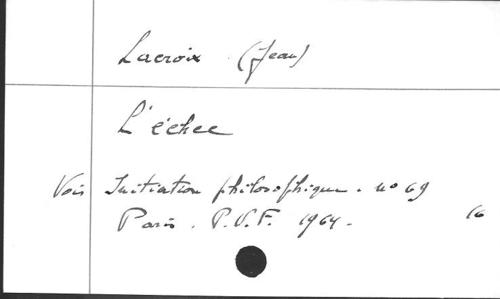 Lacroix (Jean)
L'échec
Voir Initiation philosophique. no 69
Paris. P.U.F. 1964. 16